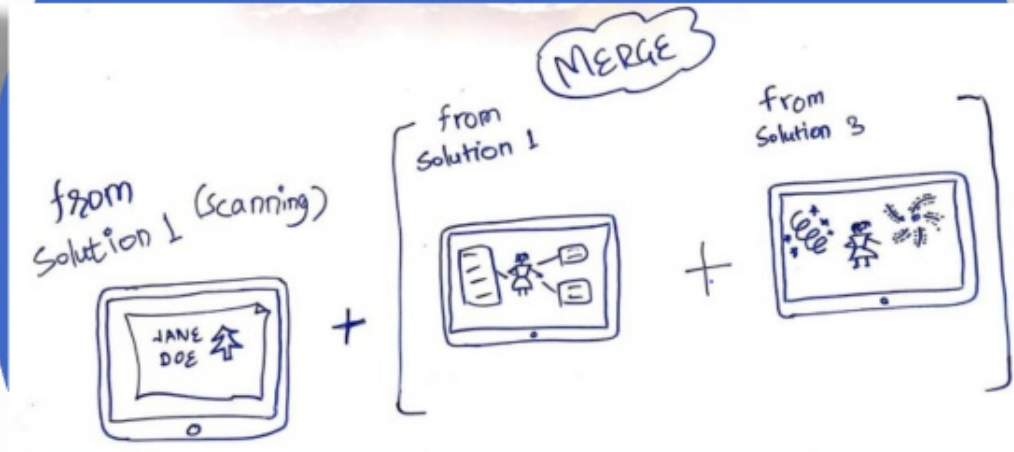 MERGE
from
Solution 1 (scanning)
JANE
DOE
from
Solution 1
from
Solution 3